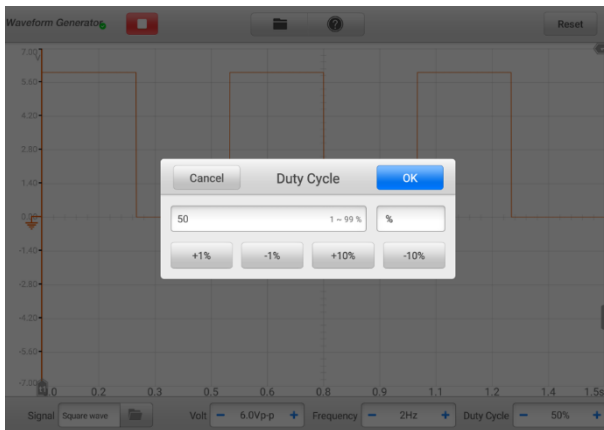 Waveform Generator
Reset
7.00
V
5.60
4.20
2.80
1.40
0.00
-1.40
-2.80
-4.20
-5.60
-7.00
Cancel Duty Cycle OK
50 1 ~ 99 % %
+1% -1% +10% -10%
0.0 0.2 0.3 0.5 0.6 0.8 0.9 1.1 1.2 1.4 1.5s
Signal Square wave Volt - 6.0Vp-p + Frequency - 2Hz + Duty Cycle - 50% +